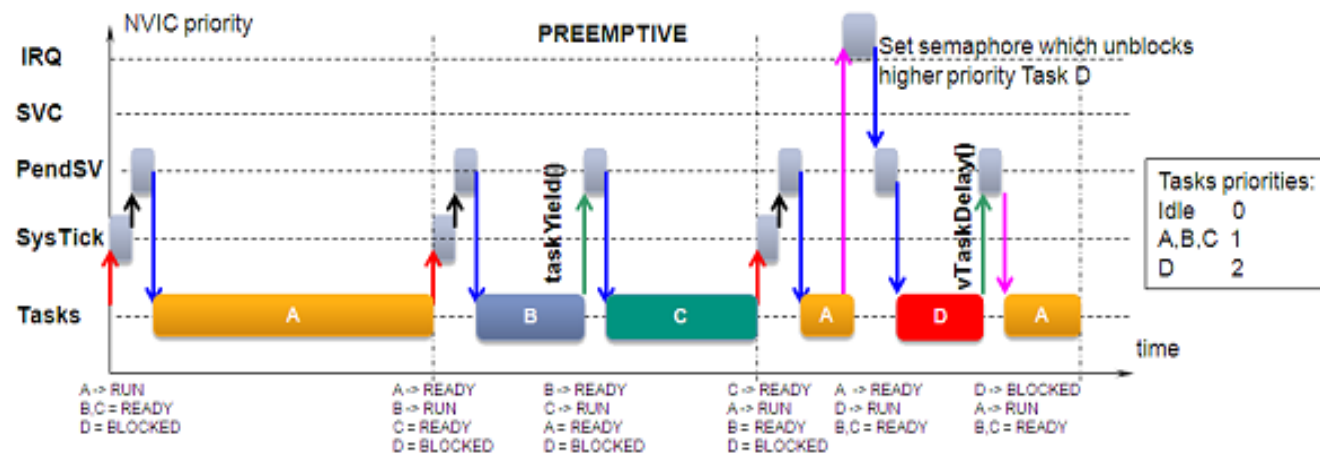 NVIC priority
PREEMPTIVE
IRQ
Set semaphore which unblocks
higher priority Task D
SVC
PendSV
taskYield()
vTaskDelay()
Tasks priorities:
Idle 0
A,B,C 1
D 2
SysTick
Tasks
A
B
C
A
D
A
time
A -> RUN
B,C = READY
D = BLOCKED
A -> READY
B -> RUN
C = READY
D = BLOCKED
B -> READY
C -> RUN
A = READY
D = BLOCKED
C -> READY
A -> RUN
B = READY
D = BLOCKED
A -> READY
D -> RUN
B,C = READY
D -> BLOCKED
A -> RUN
B,C = READY